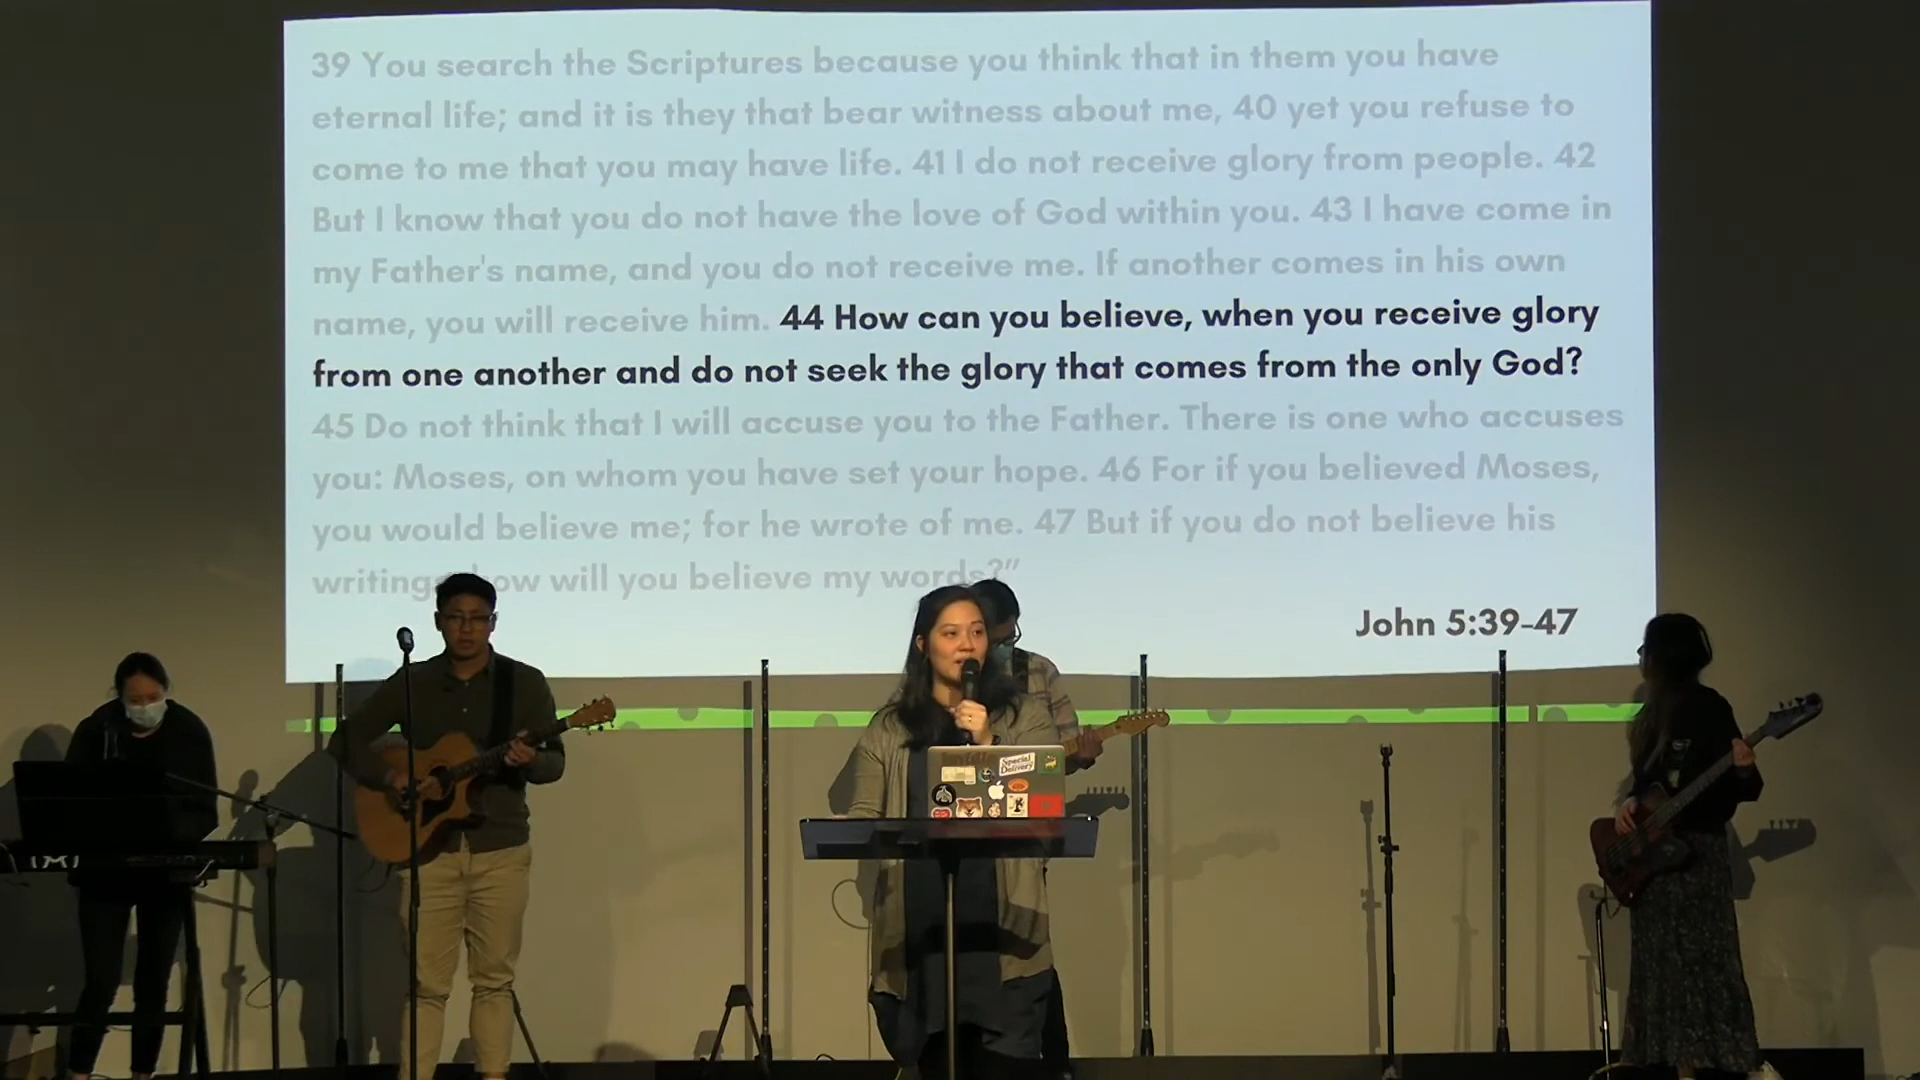 39 You search the Scriptures because you think that in them you have
eternal life; and it is they that bear witness about me, 40 yet you refuse to
come to me that you may have life. 41 I do not receive glory from people. 42
But I know that you do not have the love of God within you. 43 I have come in
my Father's name, and you do not receive me. If another comes in his own
name, you will receive him. 44 How can you believe, when you receive glory
from one another and do not seek the glory that comes from the only God?
45 Do not think that I will accuse you to the Father. There is one who accuses
you: Moses, on whom you have set your hope. 46 For if you believed Moses,
you would believe me; for he wrote of me. 47 But if you do not believe his
will you believe my words?”
John 5:39-47
Special
Delivery